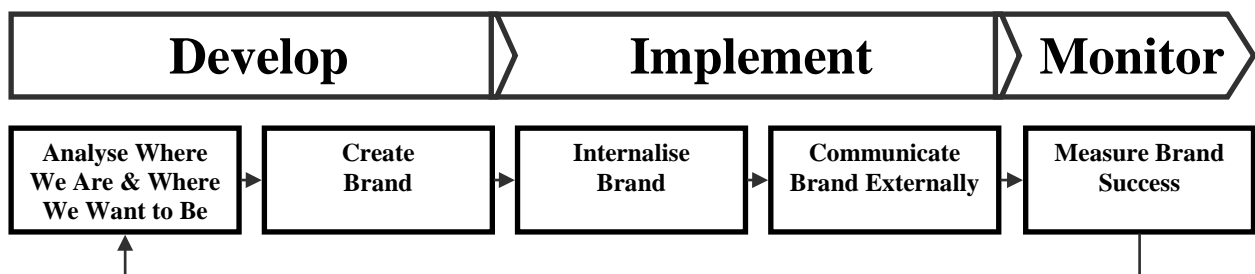 Develop
Implement
Monitor
Analyse Where
We Are & Where
We Want to Be
Create
Brand
Internalise
Brand
Communicate
Brand Externally
Measure Brand
Success